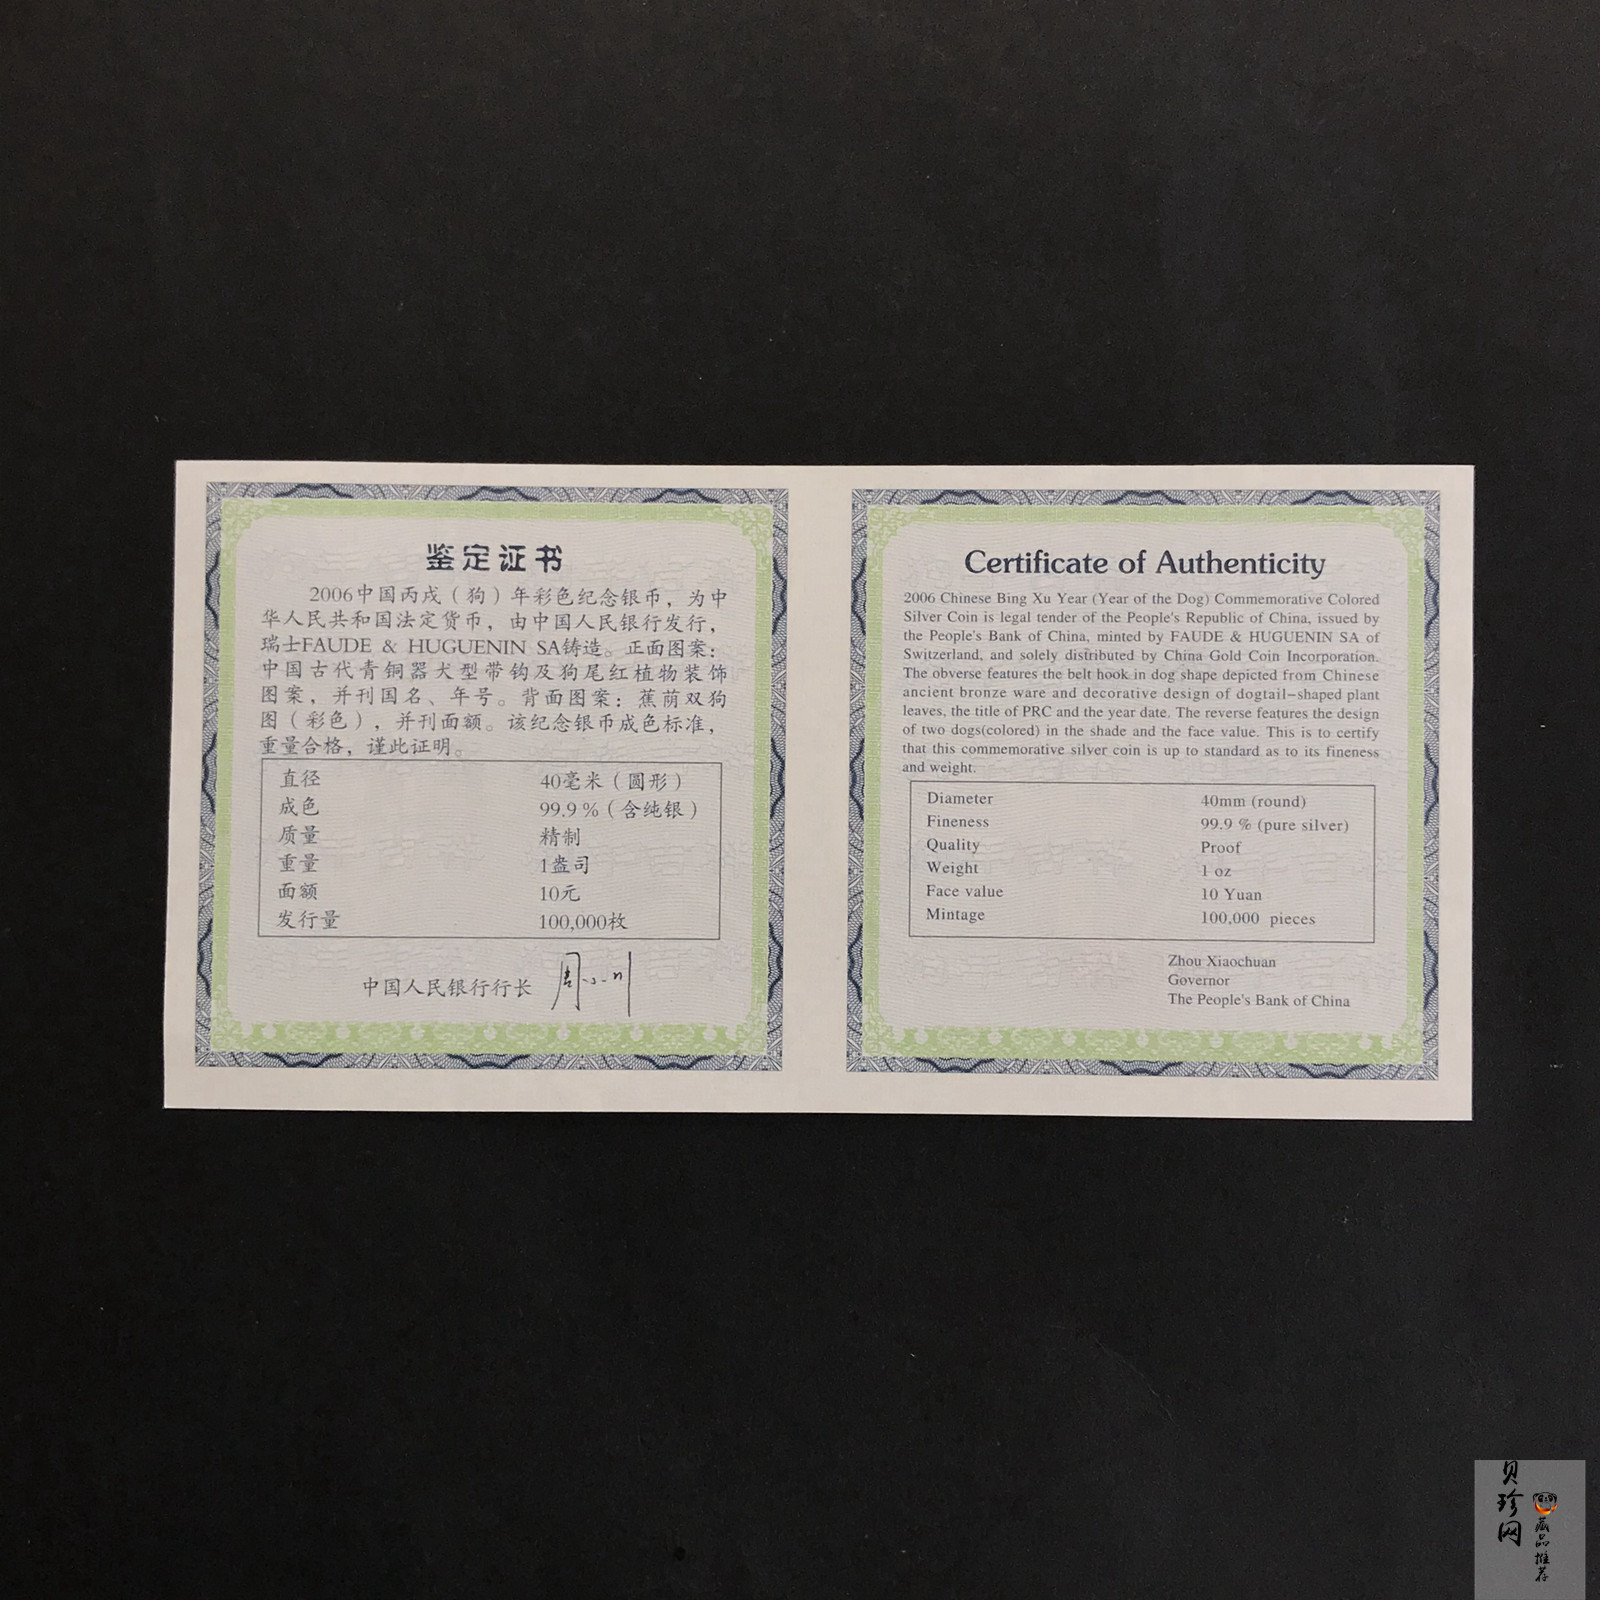 鉴定证书
2006中国丙戌（狗）年彩色纪念银币，为中
华人民共和国法定货币，由中国人民银行发行，
瑞士FAUDE & HUGUENIN SA铸造。正面图案：
中国古代青铜器犬型带钩及狗尾红植物装饰
图案，并刊国名、年号。背面图案：蕉荫双狗
图（彩色），并刊面额。该纪念银币成色标准，
重量合格，谨此证明。
直径 40毫米（圆形）
成色 99.9%（含纯银）
质量 精制
重量 1盎司
面额 10元
发行量 100,000枚
中国人民银行行长 周小川
Certificate of Authenticity
2006 Chinese Bing Xu Year (Year of the Dog) Commemorative Colored
Silver Coin is legal tender of the People's Republic of China, issued by
the People's Bank of China, minted by FAUDE & HUGUENIN SA of
Switzerland, and solely distributed by China Gold Coin Incorporation.
The obverse features the belt hook in dog shape depicted from Chinese
ancient bronze ware and decorative design of dogtail-shaped plant
leaves, the title of PRC and the year date. The reverse features the design
of two dogs(colored) in the shade and the face value. This is to certify
that this commemorative silver coin is up to standard as to its fineness
and weight.
Diameter 40mm (round)
Fineness 99.9 % (pure silver)
Quality Proof
Weight 1 oz
Face value 10 Yuan
Mintage 100,000 pieces
Zhou Xiaochuan
Governor
The People's Bank of China
贝珍网
藏品推荐